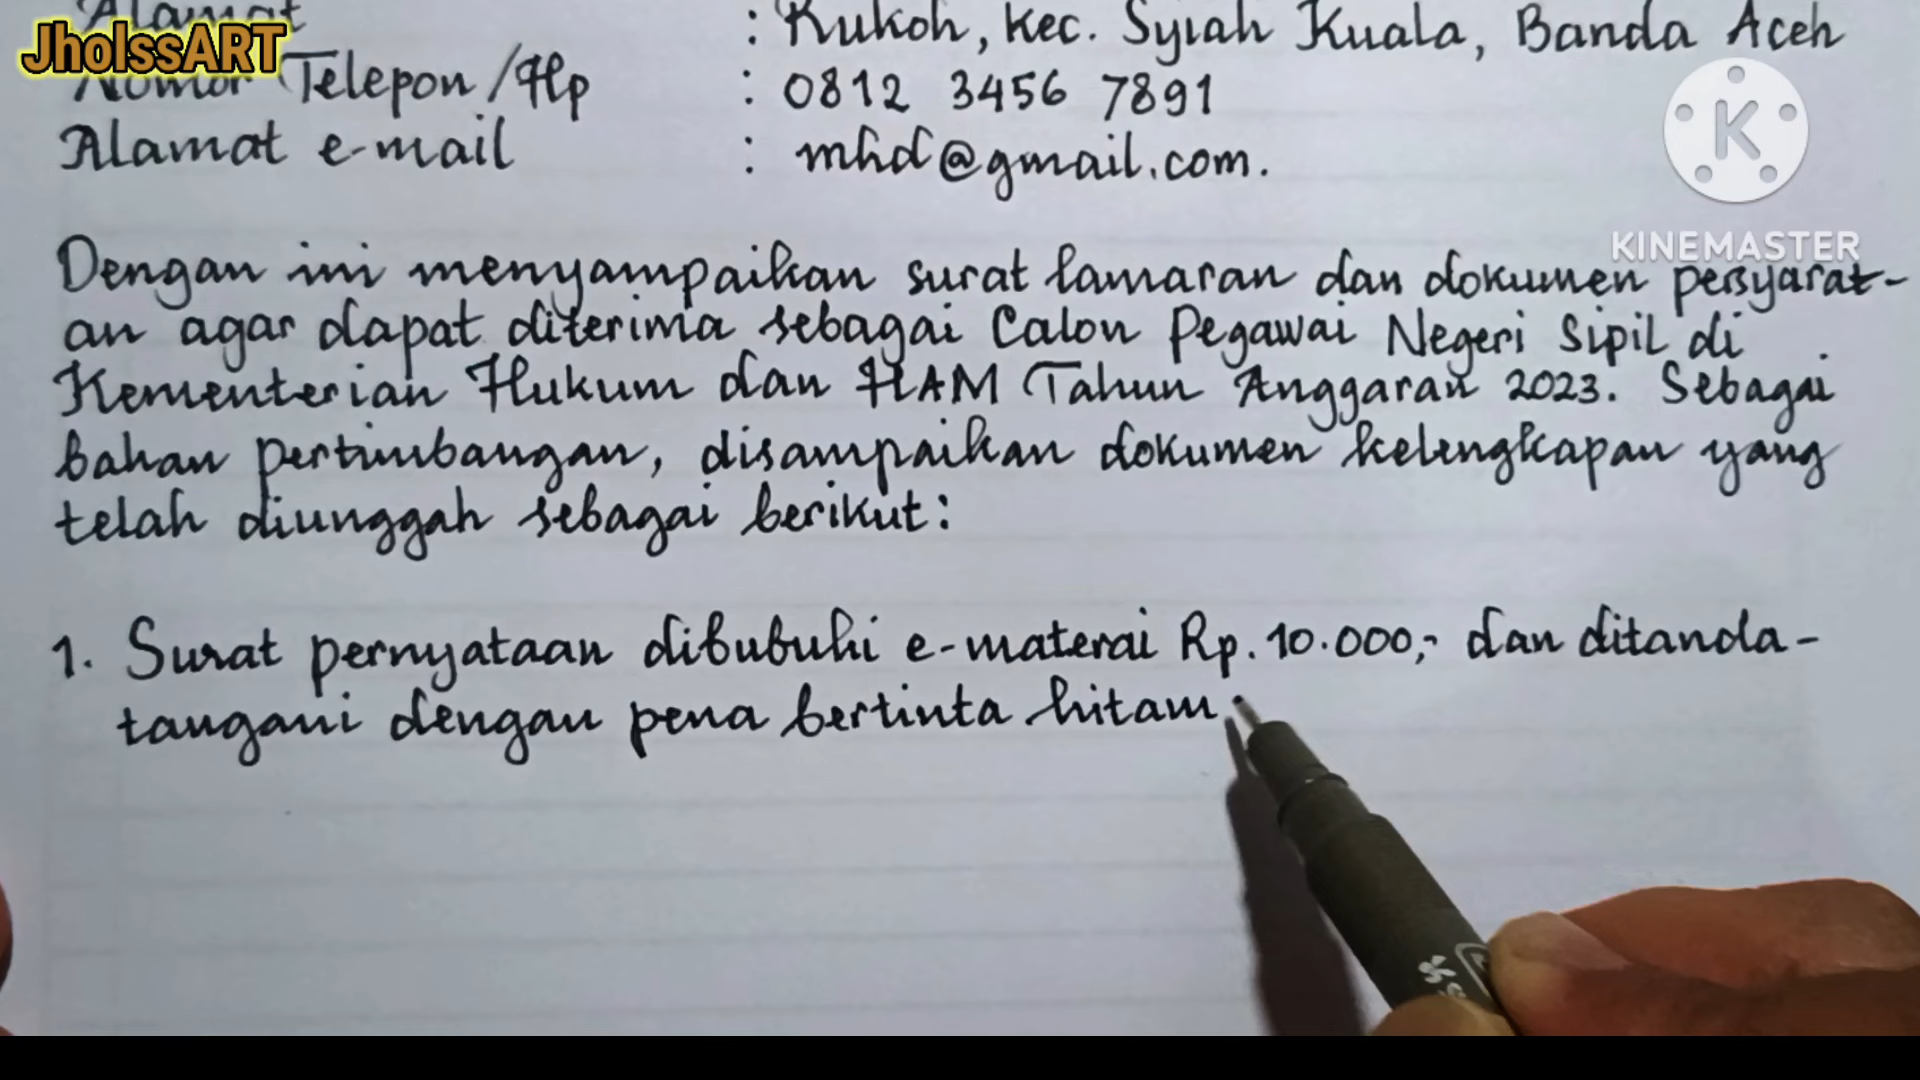 Alamat : Rukoh, Kec. Syiah Kuala, Banda Aceh
JholssART
Nomor Telepon/Hp : 0812 3456 7891
Alamat e-mail : mhd@gmail.com.
KINEMASTER
Dengan ini menyampaikan surat lamaran dan dokumen persyarat-
an agar dapat diterima sebagai Calon Pegawai Negeri Sipil di
Kementerian Hukum dan HAM Tahun Anggaran 2023. Sebagai
bahan pertimbangan, disampaikan dokumen kelengkapan yang
telah diunggah sebagai berikut:
1. Surat pernyataan dibubuhi e-materai Rp. 10.000,- dan ditanda-
tangani dengan pena bertinta hitam